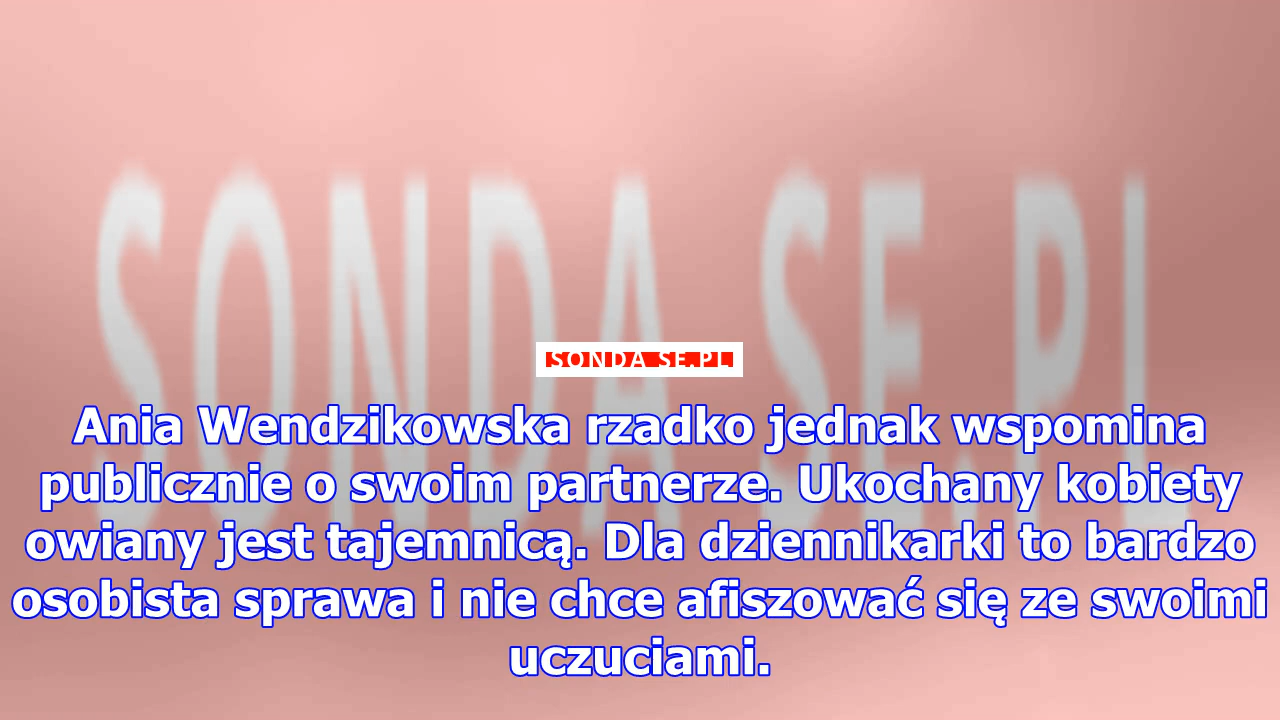 SONDA SE.PL
SONDA SE.PL
Ania Wendzikowska rzadko jednak wspomina
publicznie o swoim partnerze. Ukochany kobiety
owiany jest tajemnicą. Dla dziennikarki to bardzo
osobista sprawa i nie chce afiszować się ze swoimi
uczuciami.